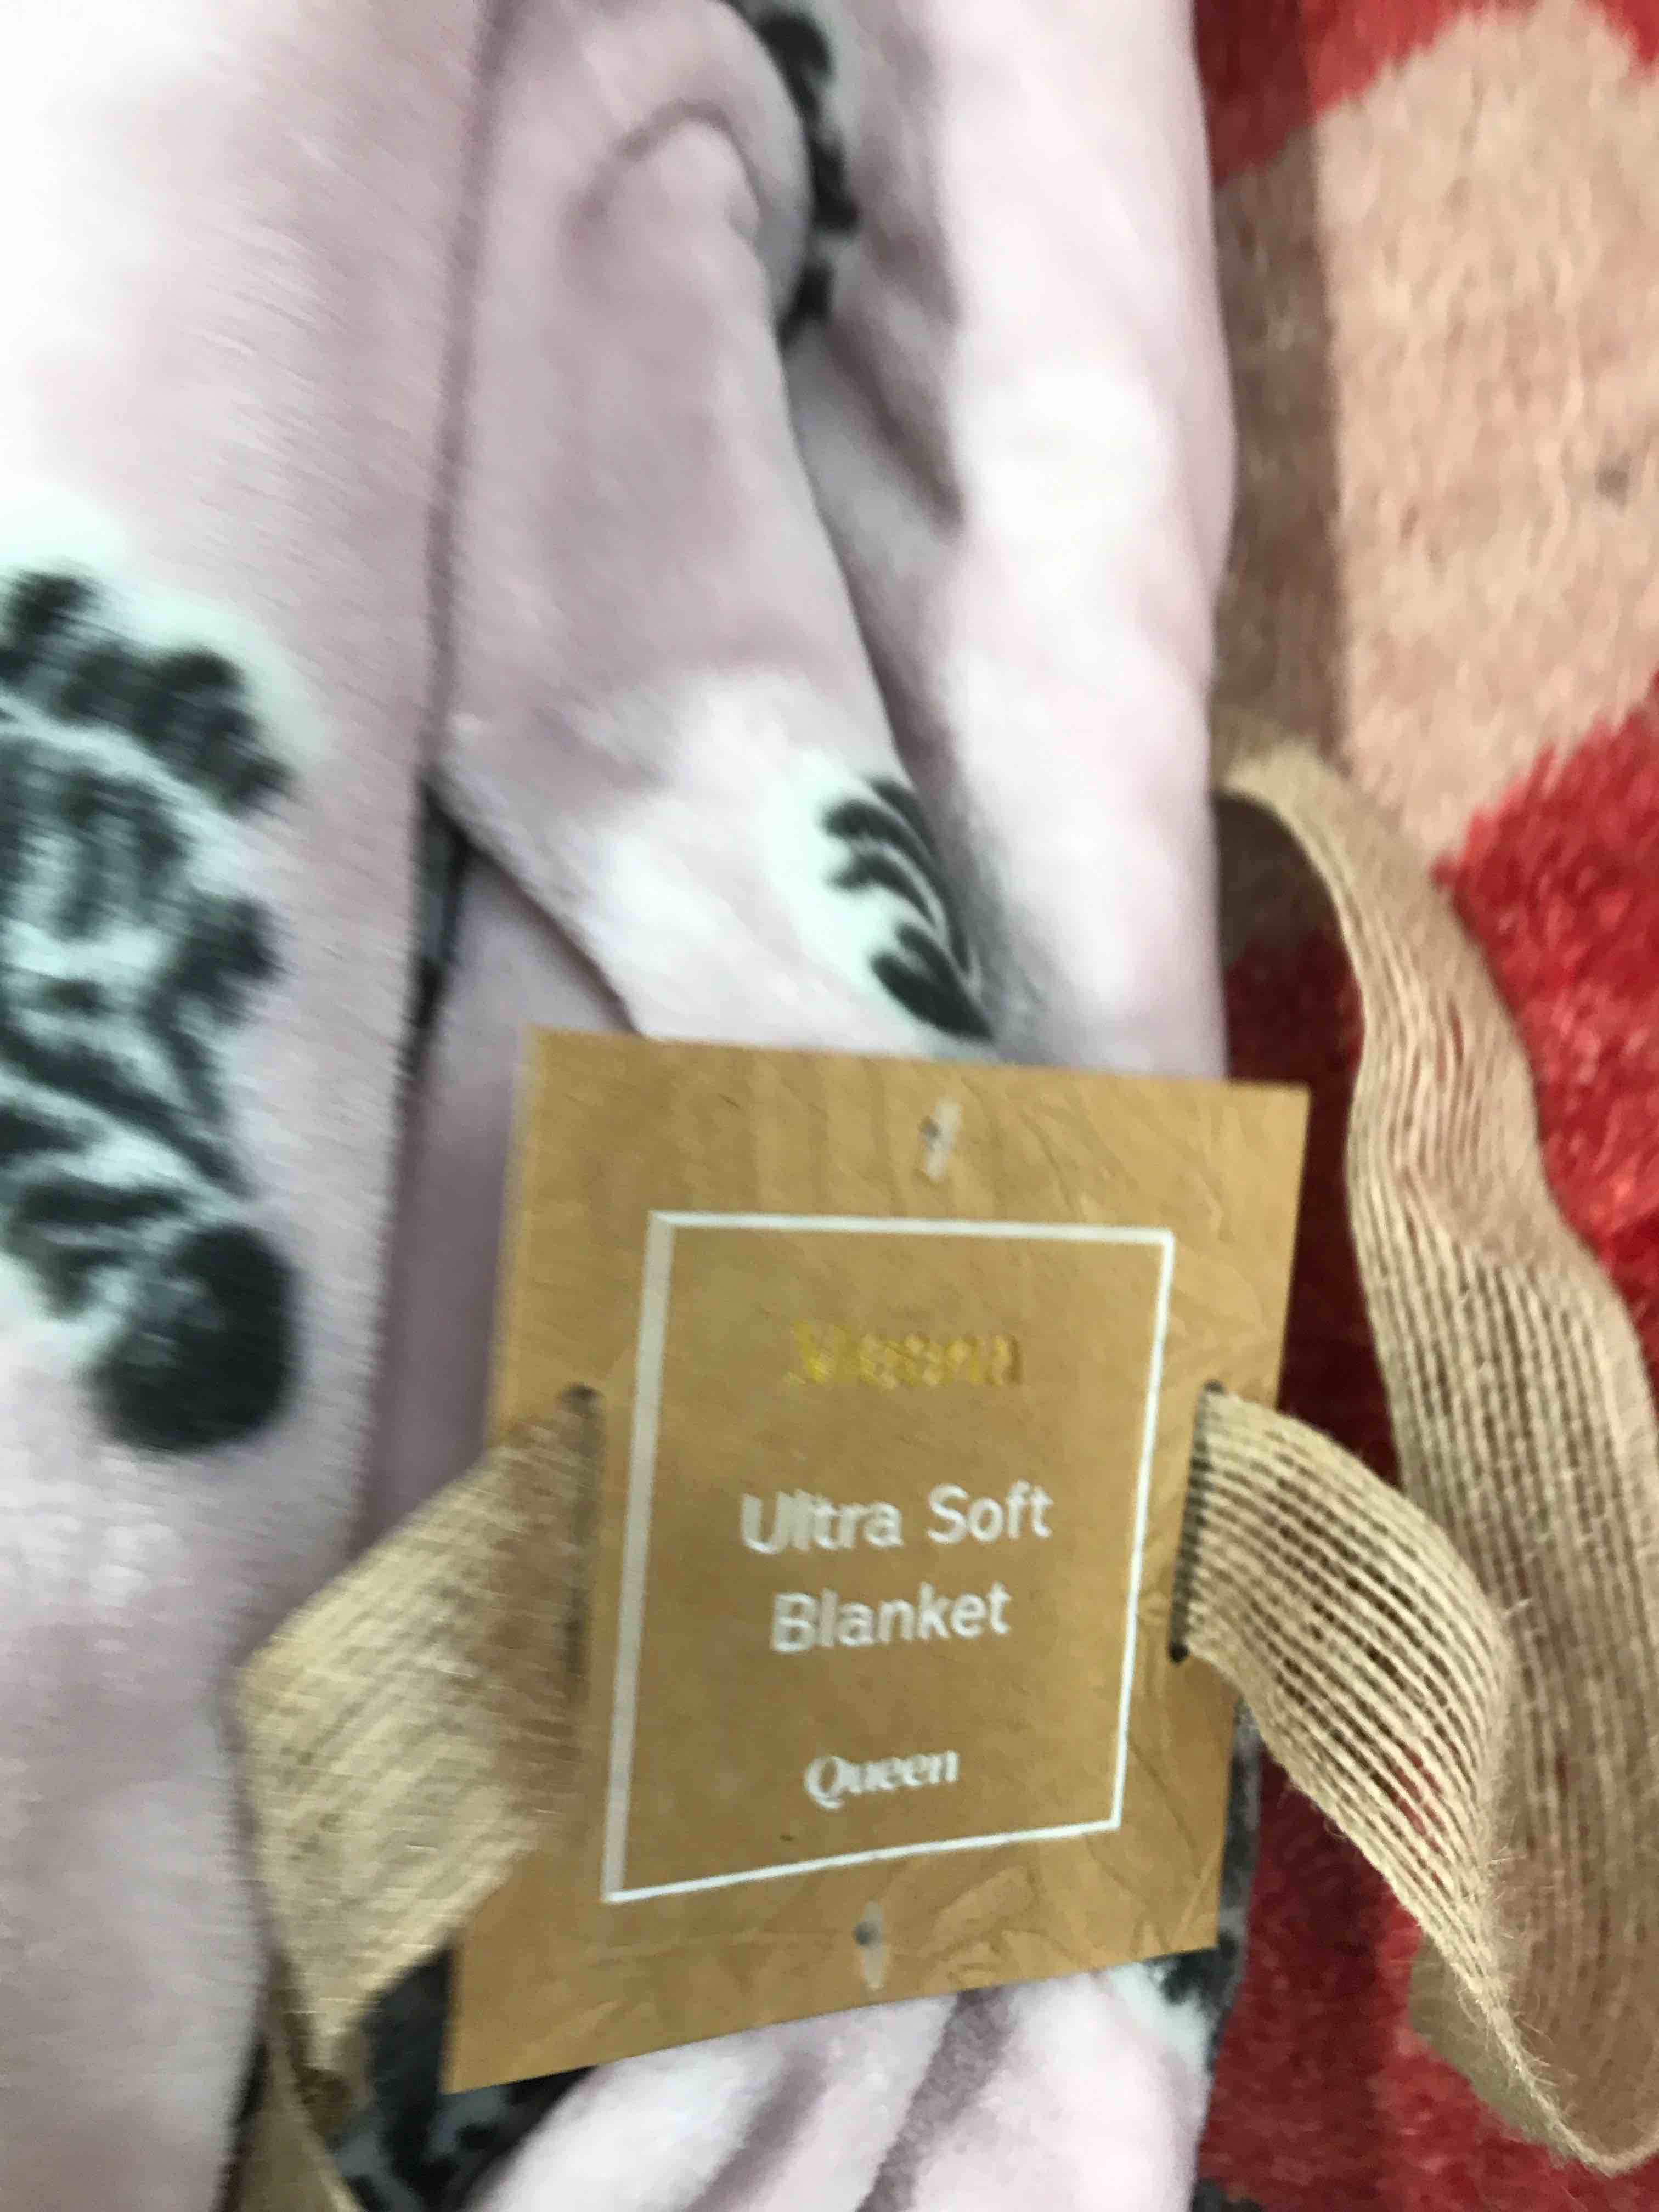 Ultra Soft
Blanket
Queen